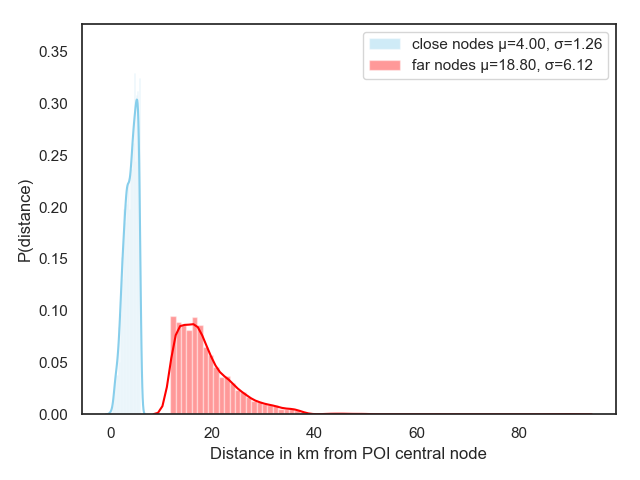 close nodes μ=4.00, σ=1.26
far nodes μ=18.80, σ=6.12
0.35
0.30
0.25
0.20
0.15
0.10
0.05
0.00
P(distance)
0 20 40 60 80
Distance in km from POI central node